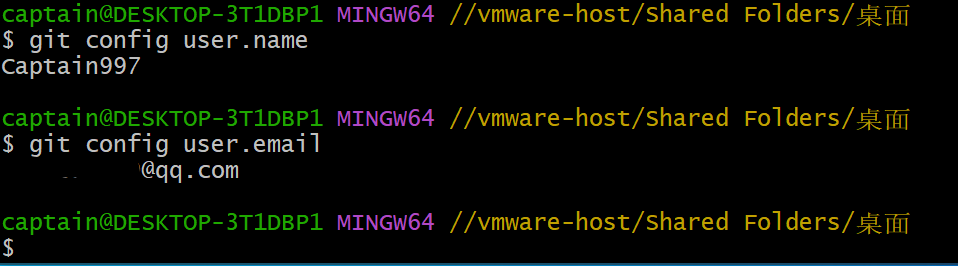 captain@DESKTOP-3T1DBP1 MINGW64 //vmware-host/Shared Folders/桌面
$ git config user.name
Captain997
captain@DESKTOP-3T1DBP1 MINGW64 //vmware-host/Shared Folders/桌面
$ git config user.email
@qq.com
captain@DESKTOP-3T1DBP1 MINGW64 //vmware-host/Shared Folders/桌面
$